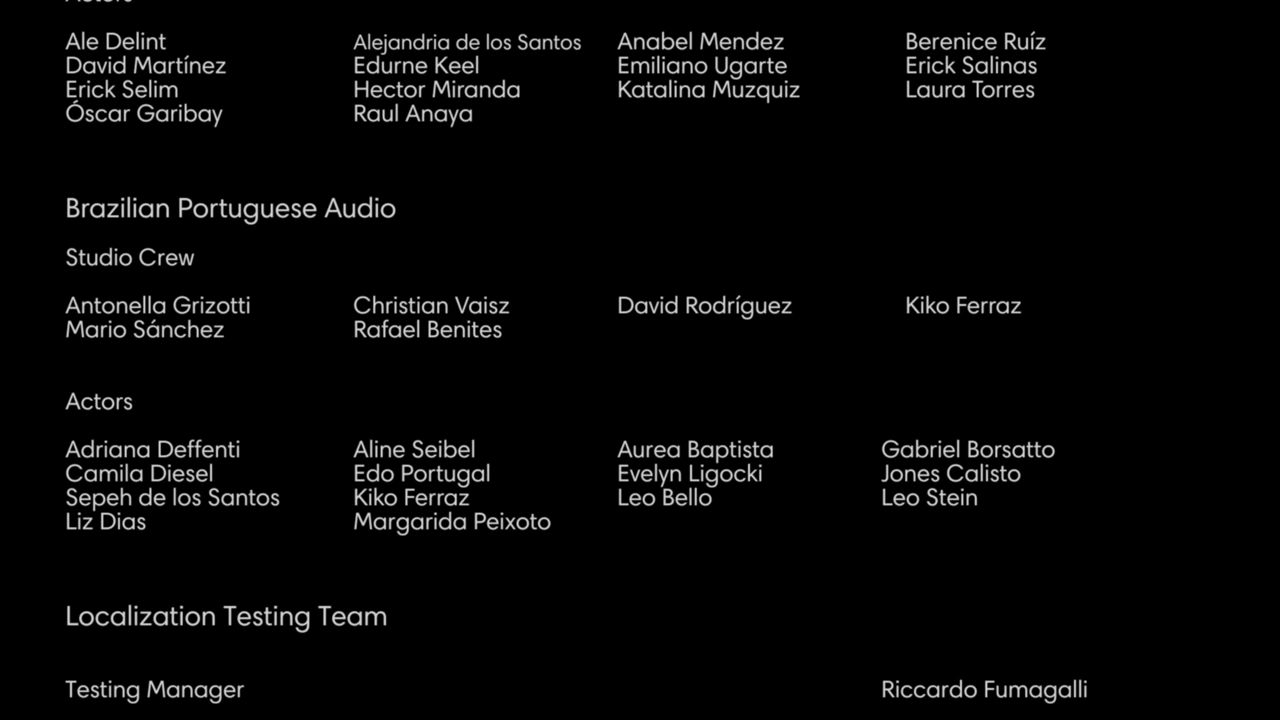 Actors
Ale Delint Alejandria de los Santos Anabel Mendez Berenice Ruíz
David Martínez Edurne Keel Emiliano Ugarte Erick Salinas
Erick Selim Hector Miranda Katalina Muzquiz Laura Torres
Óscar Garibay Raul Anaya
Brazilian Portuguese Audio
Studio Crew
Antonella Grizotti Christian Vaisz David Rodríguez Kiko Ferraz
Mario Sánchez Rafael Benites
Actors
Adriana Deffenti Aline Seibel Aurea Baptista Gabriel Borsatto
Camila Diesel Edo Portugal Evelyn Ligocki Jones Calisto
Sepeh de los Santos Kiko Ferraz Leo Bello Leo Stein
Liz Dias Margarida Peixoto
Localization Testing Team
Testing Manager Riccardo Fumagalli